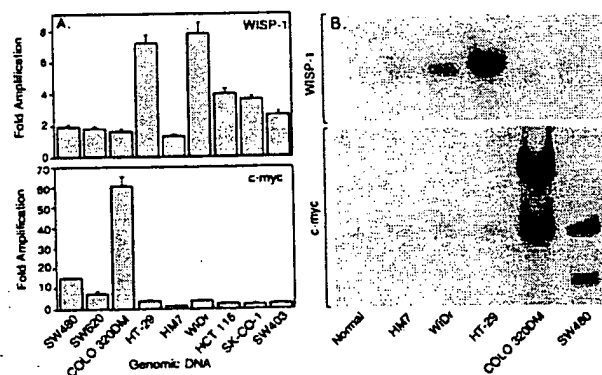 A.
WISP-1
Fold Amplification
8
6
4
2
0
c-myc
Fold Amplification
70
60
50
40
30
20
10
0
SW480
SW620
COLO 320DM
HT-29
HM7
WiDr
HCT 116
SK-CO-1
SW403
Genomic DNA
B.
WISP-1
c-myc
Normal
HM7
WiDr
HT-29
COLO 320DM
SW480